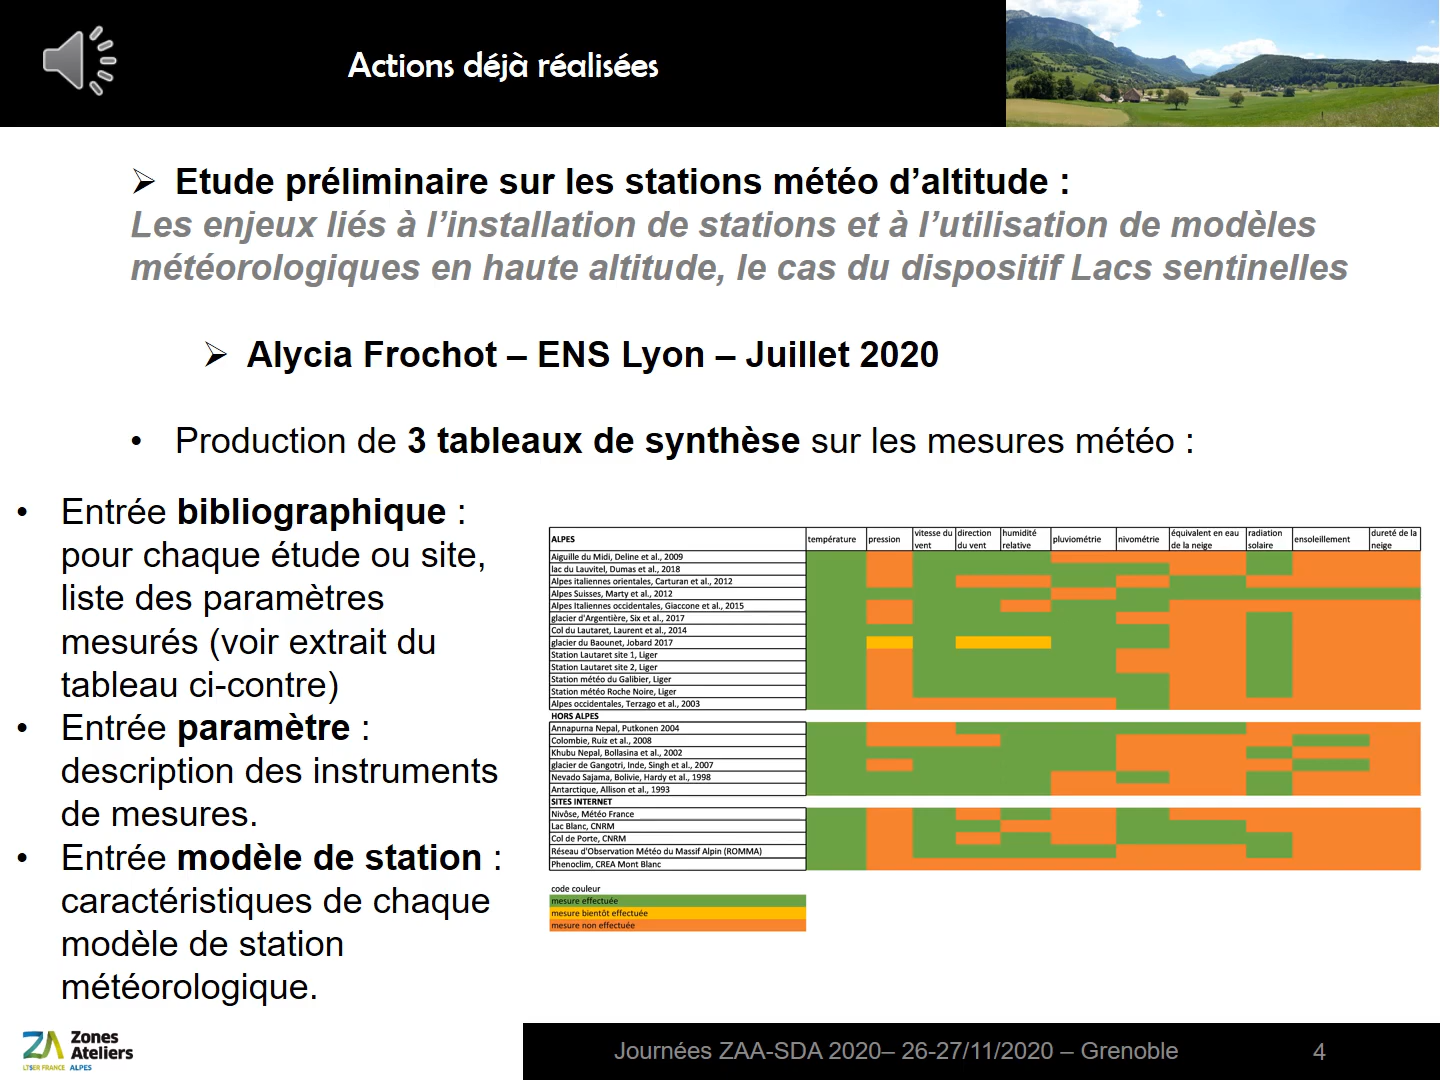 Actions déjà réalisées
➢ Etude préliminaire sur les stations météo d’altitude :
Les enjeux liés à l’installation de stations et à l’utilisation de modèles
météorologiques en haute altitude, le cas du dispositif Lacs sentinelles
➢ Alycia Frochot – ENS Lyon – Juillet 2020
• Production de 3 tableaux de synthèse sur les mesures météo :
• Entrée bibliographique :
pour chaque étude ou site,
liste des paramètres
mesurés (voir extrait du
tableau ci-contre)
• Entrée paramètre :
description des instruments
de mesures.
• Entrée modèle de station :
caractéristiques de chaque
modèle de station
météorologique.
ALPES température pression vitesse du vent direction du vent humidité relative pluviométrie nivométrie équivalent en eau de la neige radiation solaire ensoleillement dureté de la neige
Aiguille du Midi, Deline et al., 2009
lac du Lauvitel, Dumas et al., 2018
Alpes italiennes orientales, Carturan et al., 2012
Alpes Suisses, Marty et al., 2012
Alpes Italiennes occidentales, Giaccone et al., 2015
glacier d'Argentière, Six et al., 2017
Col du Lautaret, Laurent et al., 2014
glacier du Baounet, Jobard 2017
Station Lautaret site 1, Liger
Station Lautaret site 2, Liger
Station météo du Galibier, Liger
Station météo Roche Noire, Liger
Alpes occidentales, Terzago et al., 2003
HORS ALPES
Annapurna Nepal, Putkonen 2004
Colombie, Ruiz et al., 2008
Khubu Nepal, Bollasina et al., 2002
glacier de Gangotri, Inde, Singh et al., 2007
Nevado Sajama, Bolivie, Hardy et al., 1998
Antarctique, Allison et al., 1993
SITES INTERNET
Nivôse, Météo France
Lac Blanc, CNRM
Col de Porte, CNRM
Réseau d'Observation Météo du Massif Alpin (ROMMA)
Phenoclim, CREA Mont Blanc
code couleur
mesure effectuée
mesure bientôt effectuée
mesure non effectuée
ZA Zones
Ateliers
LTSER FRANCE ALPES
Journées ZAA-SDA 2020– 26-27/11/2020 – Grenoble
4